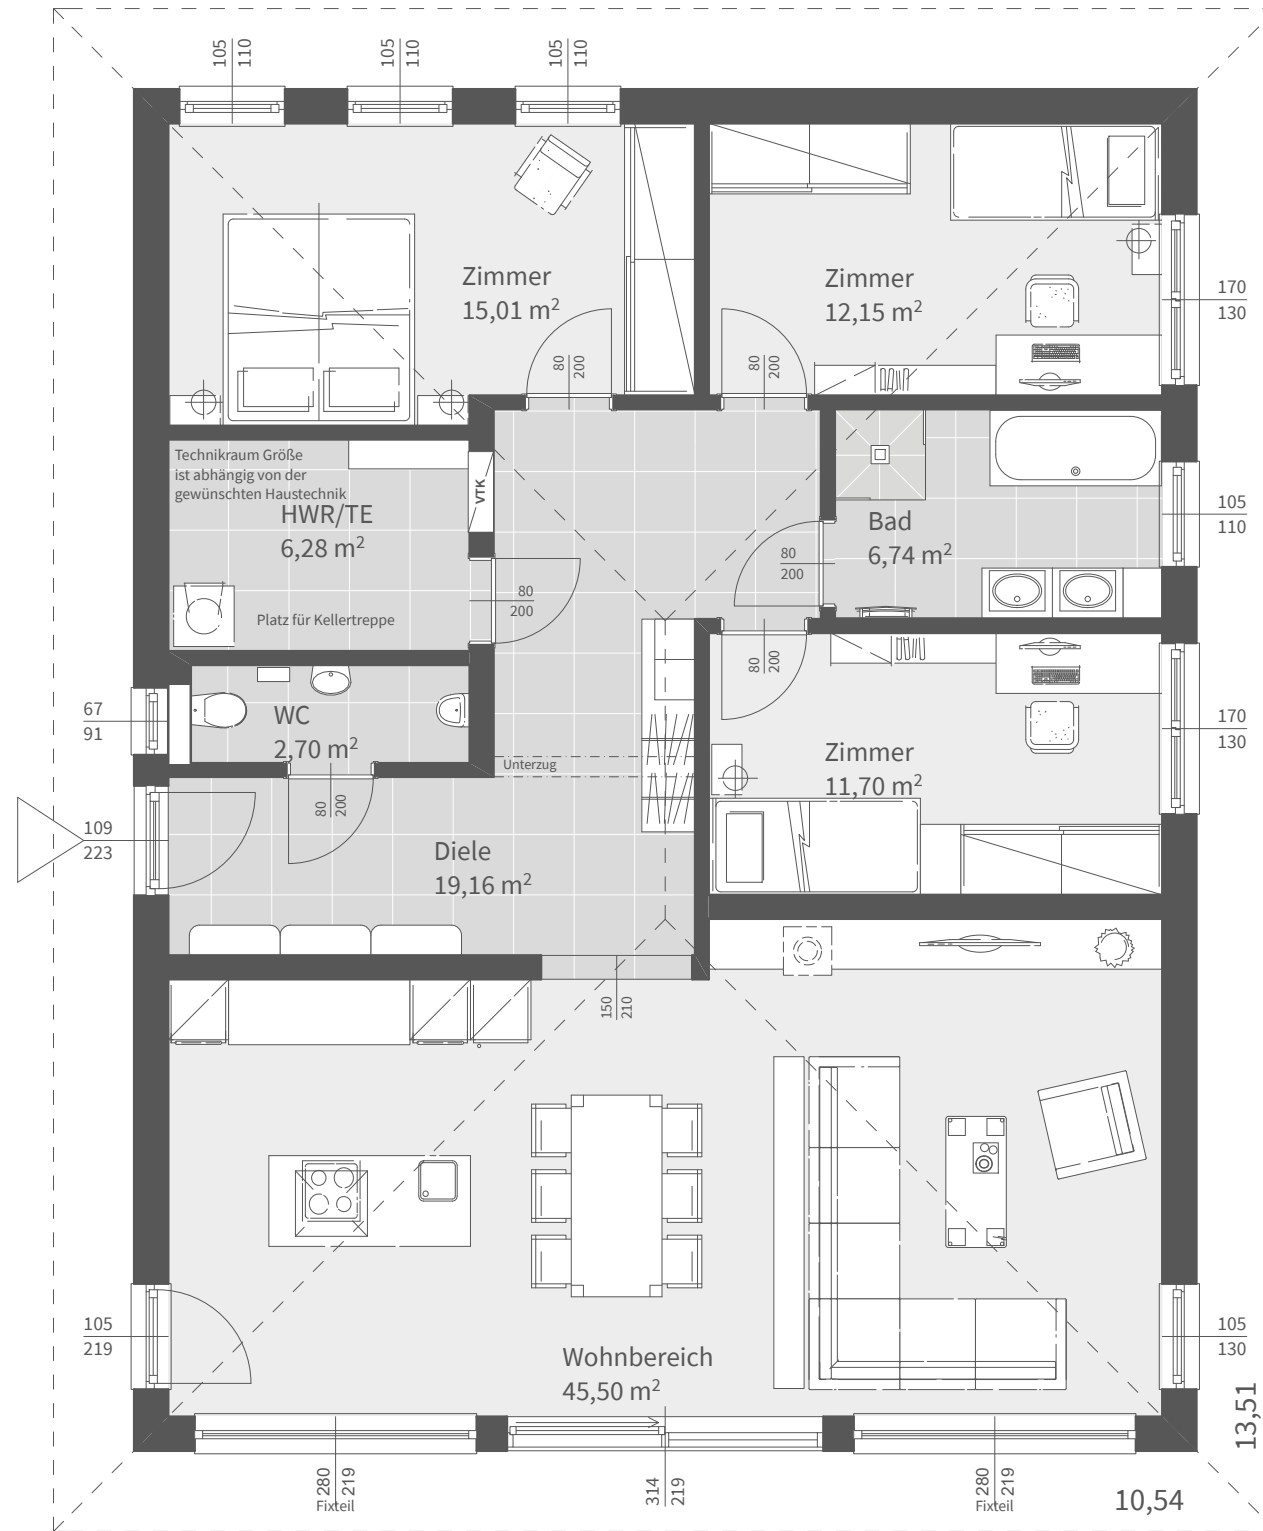 105
110
105
110
105
110
Zimmer
15,01 m²
Zimmer
12,15 m²
170
130
80
200
80
200
Technikraum Größe
ist abhängig von der
gewünschten Haustechnik
HWR/TE
6,28 m²
VTK
Bad
6,74 m²
105
110
80
200
80
200
Platz für Kellertreppe
80
200
67
91
WC
2,70 m²
170
130
Zimmer
11,70 m²
Unterzug
80
200
109
223
Diele
19,16 m²
150
210
105
219
105
130
Wohnbereich
45,50 m²
13,51
280
219
Fixteil
314
219
280
219
Fixteil
10,54